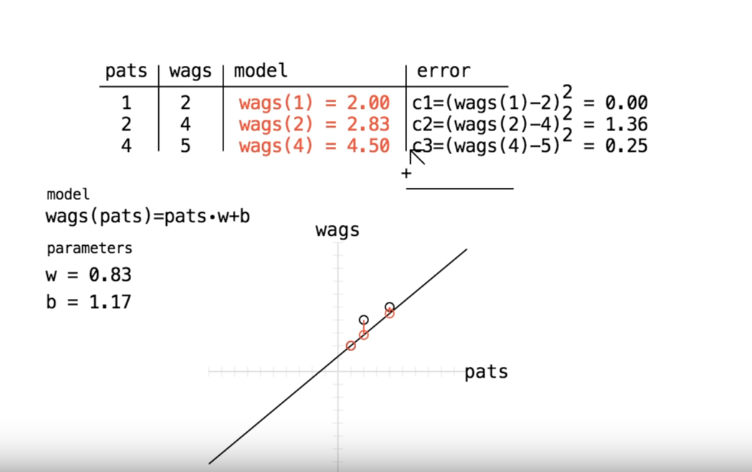 pats | wags | model | error
1 | 2 | wags(1) = 2.00 | c1=(wags(1)−2)² = 0.00
2 | 4 | wags(2) = 2.83 | c2=(wags(2)−4)² = 1.36
4 | 5 | wags(4) = 4.50 | c3=(wags(4)−5)² = 0.25
+
model
wags(pats)=pats•w+b
parameters
w = 0.83
b = 1.17
wags
pats